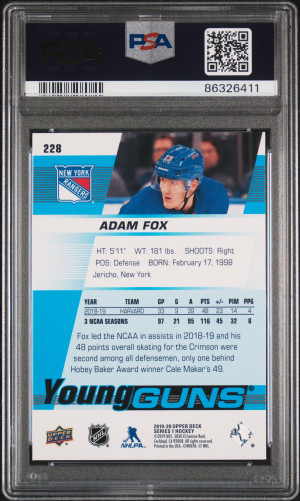 PSA
86326411
228
NEW YORK
RANGERS
ADAM FOX
HT: 5'11" WT: 181 lbs. SHOOTS: Right
POS: Defense BORN: February 17, 1998
Jericho, New York
YEAR TEAM GP G A PTS +/- PIM PPG
2018-19 HARVARD 33 9 39 48 23 14 4
3 NCAA SEASONS 97 21 95 116 45 32 8
Fox led the NCAA in assists in 2018-19 and his
48 points overall skating for the Crimson were
second among all defensemen, only one behind
Hobey Baker Award winner Cale Makar's 49.
Young GUNS
UPPER DECK
NHL
NHLPA
2019-20 UPPER DECK
SERIES 1 HOCKEY